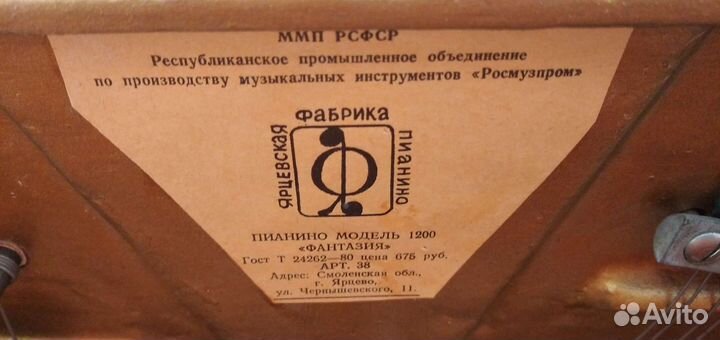 ММП РСФСР
Республиканское промышленное объединение
по производству музыкальных инструментов «Росмузпром»
ЯРЦЕВСКАЯ
ФАБРИКА
ПИАНИНО
Ф
ПИАНИНО МОДЕЛЬ 1200
«ФАНТАЗИЯ»
Гост Т 24262—80 цена 675 руб.
АРТ. 38
Адрес: Смоленская обл.,
г. Ярцево,
ул. Чернышевского, 11.
Avito